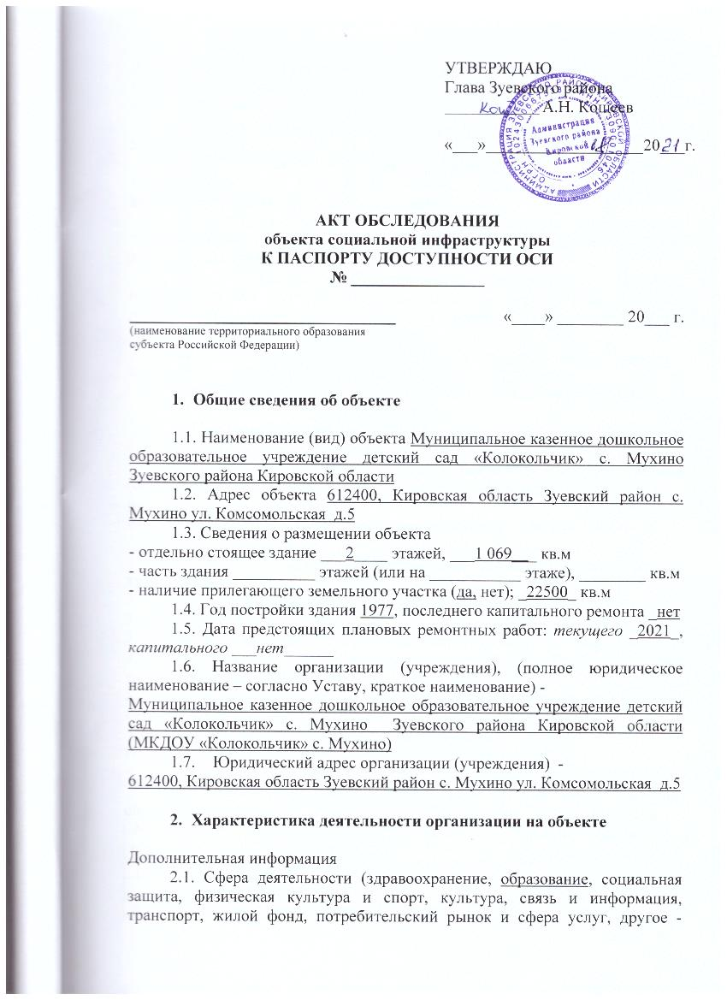 УТВЕРЖДАЮ
Глава Зуевского района
__________ А.Н. Кощеев
«___»__________________2021 г.
Администрация
Зуевского района
Кировской
области
АКТ ОБСЛЕДОВАНИЯ
объекта социальной инфраструктуры
К ПАСПОРТУ ДОСТУПНОСТИ ОСИ
№ ________________
________________________________ «____» ________ 20___ г.
(наименование территориального образования
субъекта Российской Федерации)
1. Общие сведения об объекте
1.1. Наименование (вид) объекта Муниципальное казенное дошкольное
образовательное учреждение детский сад «Колокольчик» с. Мухино
Зуевского района Кировской области
1.2. Адрес объекта 612400, Кировская область Зуевский район с.
Мухино ул. Комсомольская д.5
1.3. Сведения о размещении объекта
- отдельно стоящее здание ___2____ этажей, ___1 069___ кв.м
- часть здания __________ этажей (или на ___________ этаже), ________ кв.м
- наличие прилегающего земельного участка (да, нет); _22500_ кв.м
1.4. Год постройки здания 1977, последнего капитального ремонта _нет
1.5. Дата предстоящих плановых ремонтных работ: текущего _2021_,
капитального ___нет______
1.6. Название организации (учреждения), (полное юридическое
наименование – согласно Уставу, краткое наименование) -
Муниципальное казенное дошкольное образовательное учреждение детский
сад «Колокольчик» с. Мухино Зуевского района Кировской области
(МКДОУ «Колокольчик» с. Мухино)
1.7. Юридический адрес организации (учреждения) -
612400, Кировская область Зуевский район с. Мухино ул. Комсомольская д.5
2. Характеристика деятельности организации на объекте
Дополнительная информация
2.1. Сфера деятельности (здравоохранение, образование, социальная
защита, физическая культура и спорт, культура, связь и информация,
транспорт, жилой фонд, потребительский рынок и сфера услуг, другое -